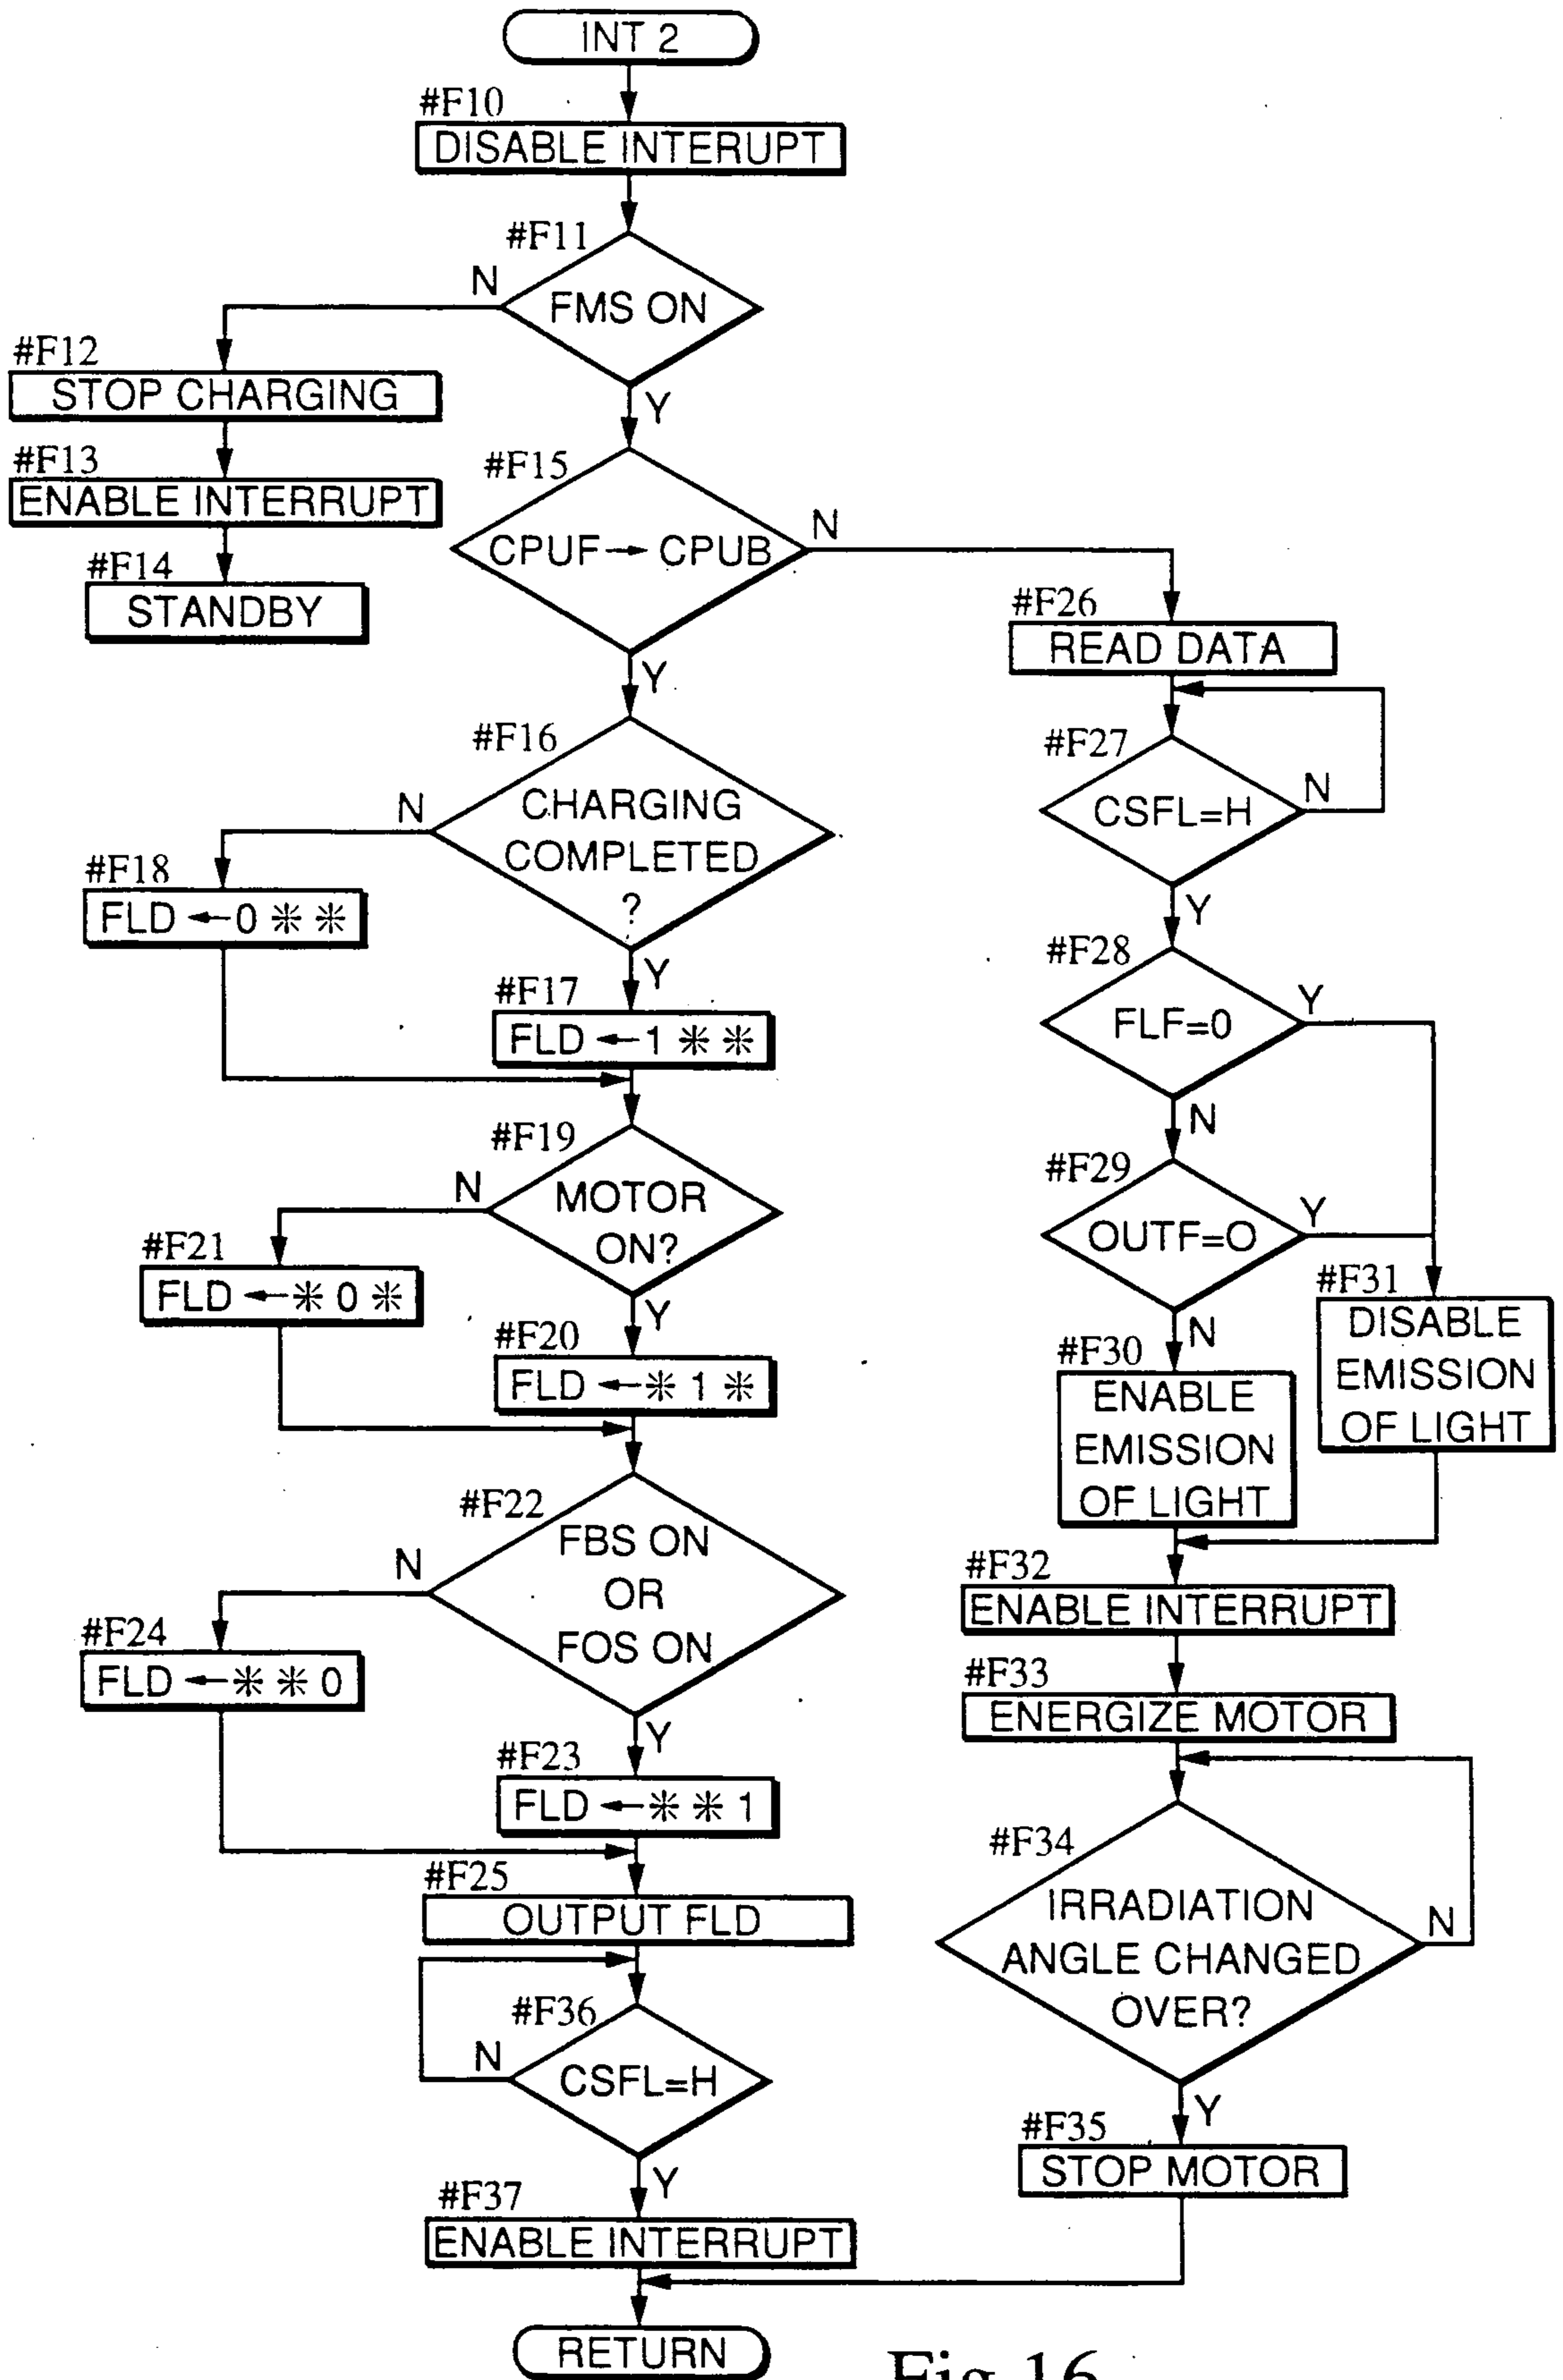 INT 2
#F10
DISABLE INTERUPT
#F11
FMS ON
N
Y
#F12
STOP CHARGING
#F13
ENABLE INTERRUPT
#F14
STANDBY
#F15
CPUF → CPUB
N
Y
#F16
CHARGING
COMPLETED
?
N
Y
#F18
FLD ← 0 * *
#F17
FLD ← 1 * *
#F19
MOTOR
ON?
N
Y
#F21
FLD ← * 0 *
#F20
FLD ← * 1 *
#F22
FBS ON
OR
FOS ON
N
Y
#F24
FLD ← * * 0
#F23
FLD ← * * 1
#F25
OUTPUT FLD
#F36
CSFL=H
N
Y
#F37
ENABLE INTERRUPT
RETURN
#F26
READ DATA
#F27
CSFL=H
N
Y
#F28
FLF=0
Y
N
#F29
OUTF=O
Y
N
#F31
DISABLE
EMISSION
OF LIGHT
#F30
ENABLE
EMISSION
OF LIGHT
#F32
ENABLE INTERRUPT
#F33
ENERGIZE MOTOR
#F34
IRRADIATION
ANGLE CHANGED
OVER?
N
Y
#F35
STOP MOTOR
Fig.16